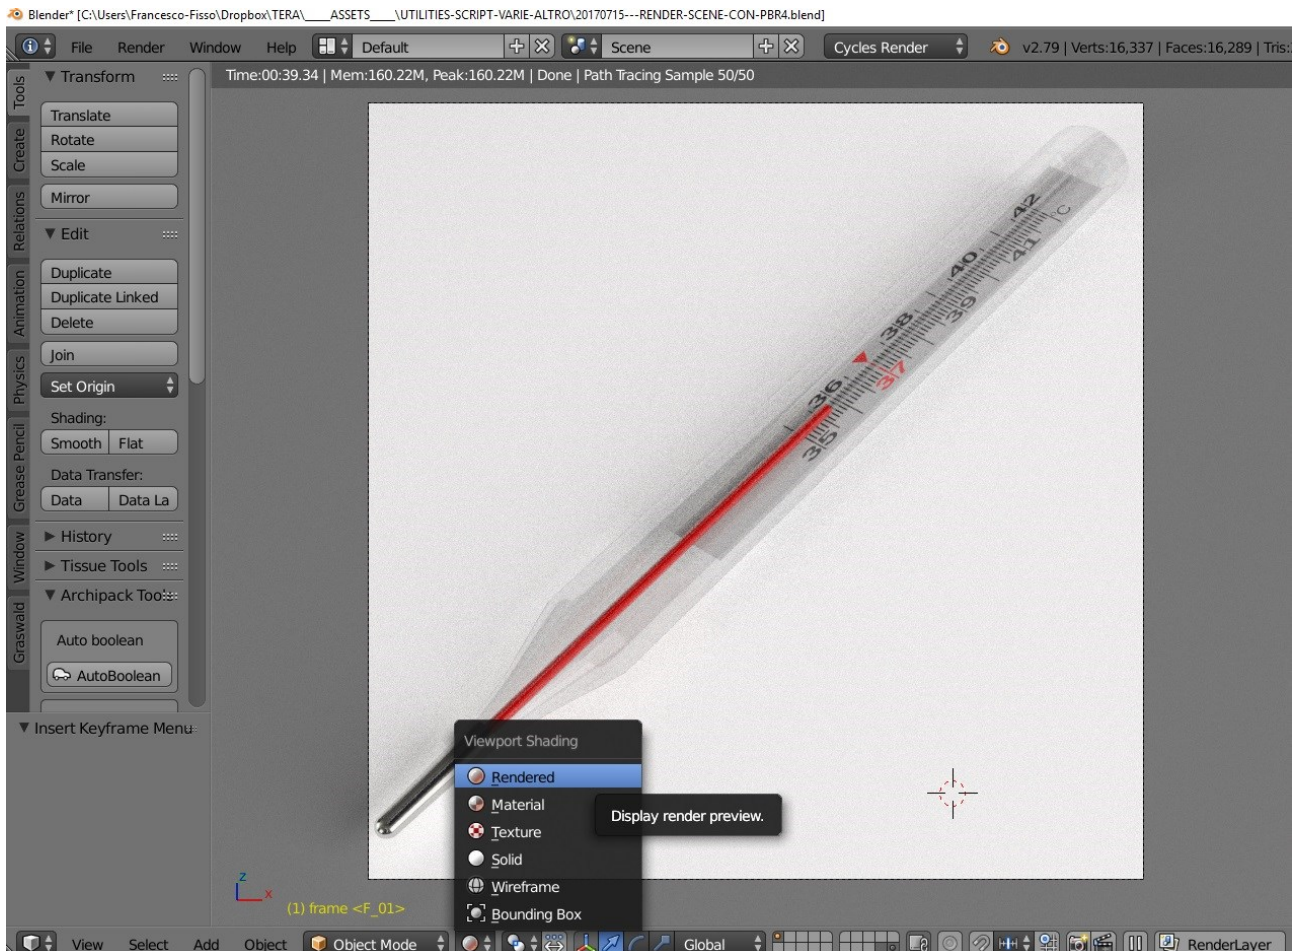 Blender* [C:\Users\Francesco-Fisso\Dropbox\TERA\____ASSETS____\UTILITIES-SCRIPT-VARIE-ALTRO\20170715---RENDER-SCENE-CON-PBR4.blend]
File Render Window Help Default Scene Cycles Render v2.79 | Verts:16,337 | Faces:16,289 | Tris:
Time:00:39.34 | Mem:160.22M, Peak:160.22M | Done | Path Tracing Sample 50/50
Tools
Create
Relations
Animation
Physics
Grease Pencil
Window
Graswald
Transform
Translate
Rotate
Scale
Mirror
Edit
Duplicate
Duplicate Linked
Delete
Join
Set Origin
Shading:
Smooth Flat
Data Transfer:
Data Data La
History
Tissue Tools
Archipack Tools
Auto boolean
AutoBoolean
Insert Keyframe Menu
42
°C
41
40
39
38
37
36
35
Viewport Shading
Rendered
Material
Texture
Solid
Wireframe
Bounding Box
Display render preview.
z
x
(1) frame <F_01>
View Select Add Object Object Mode Global RenderLayer